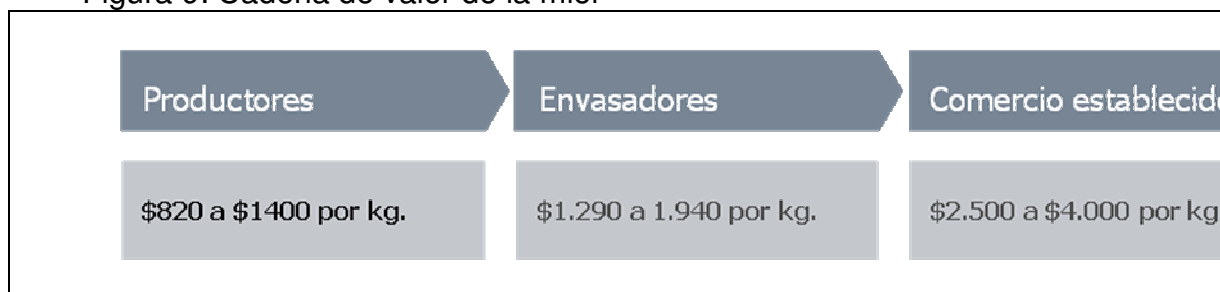 Figura 9. Cadena de valor de la miel
Productores
Envasadores
Comercio establecid
$820 a $1400 por kg.
$1.290 a 1.940 por kg.
$2.500 a $4.000 por kg